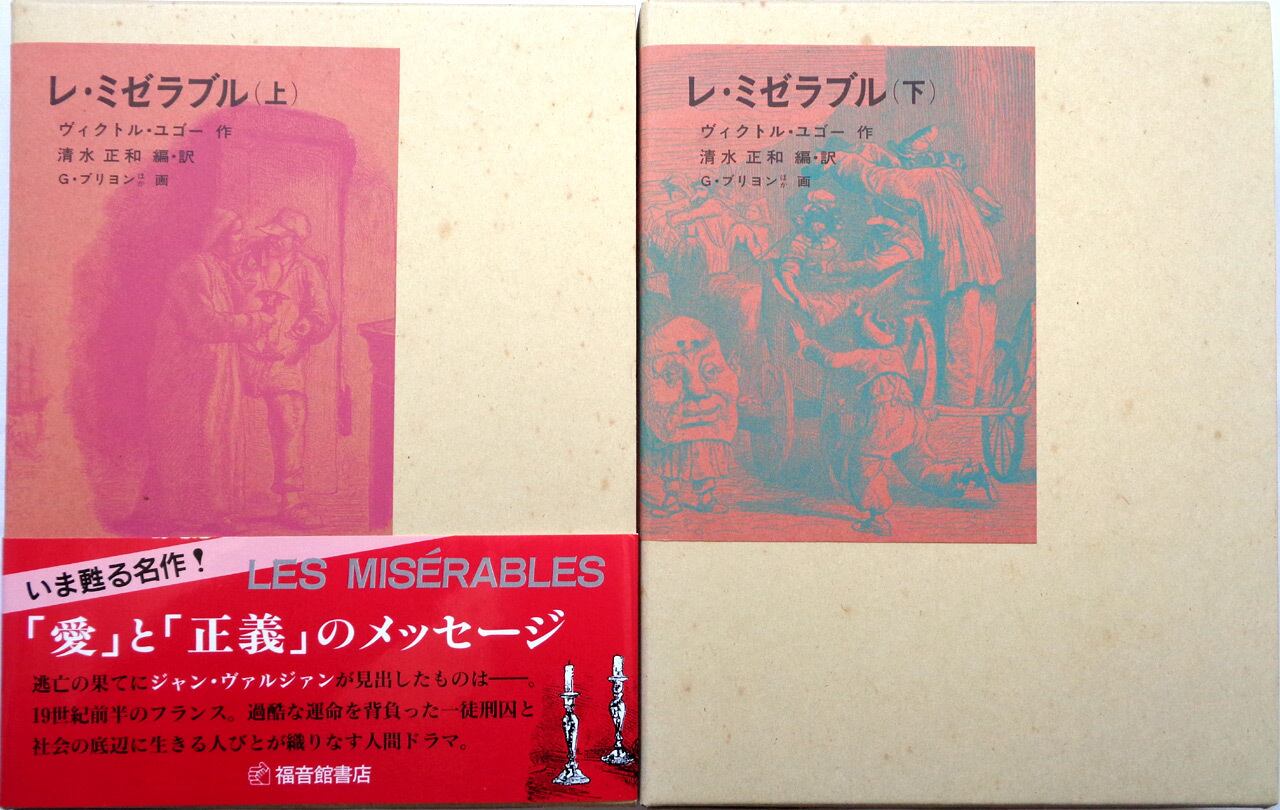 レ・ミゼラブル(上)
ヴィクトル・ユゴー 作
清水 正和 編・訳
G・ブリヨンほか 画
いま甦る名作!
LES MISÉRABLES
「愛」と「正義」のメッセージ
逃亡の果てにジャン・ヴァルジァンが見出したものは——。
19世紀前半のフランス。過酷な運命を背負った一徒刑囚と
社会の底辺に生きる人びとが織りなす人間ドラマ。
福音館書店
レ・ミゼラブル(下)
ヴィクトル・ユゴー 作
清水 正和 編・訳
G・ブリヨンほか 画